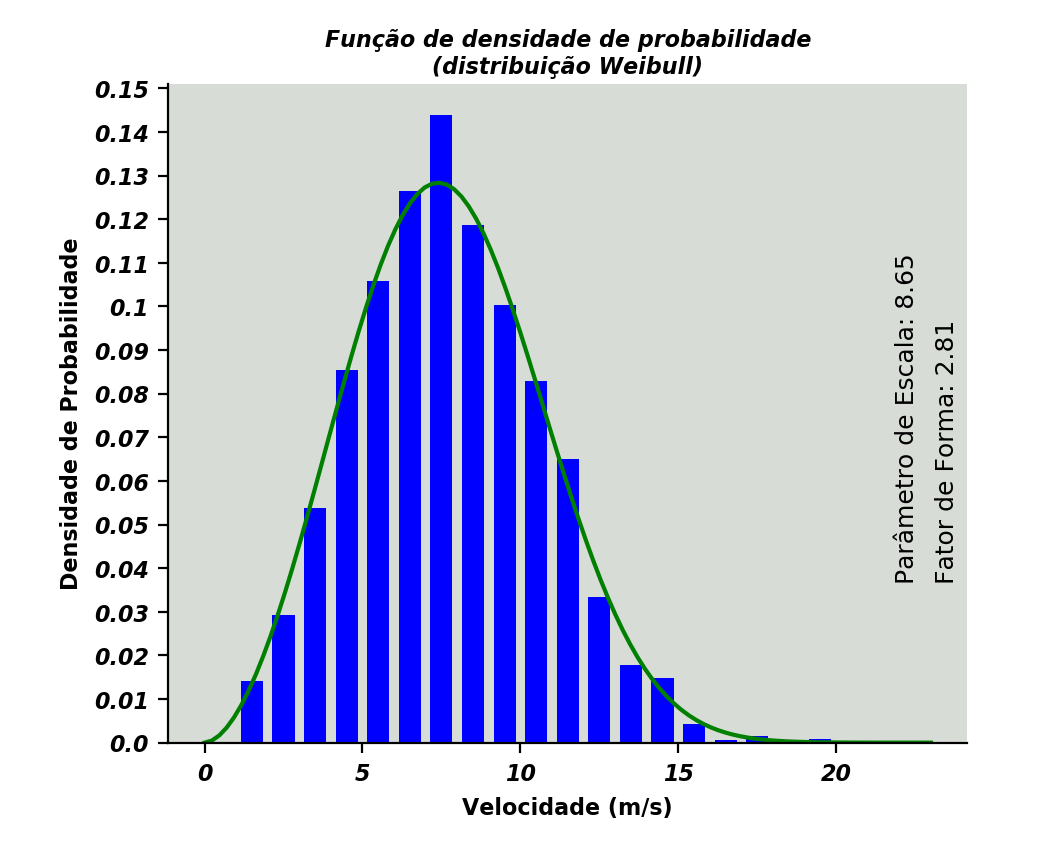 Função de densidade de probabilidade
(distribuição Weibull)
Densidade de Probabilidade
0.15
0.14
0.13
0.12
0.11
0.1
0.09
0.08
0.07
0.06
0.05
0.04
0.03
0.02
0.01
0.0
Parâmetro de Escala: 8.65
Fator de Forma: 2.81
0 5 10 15 20
Velocidade (m/s)